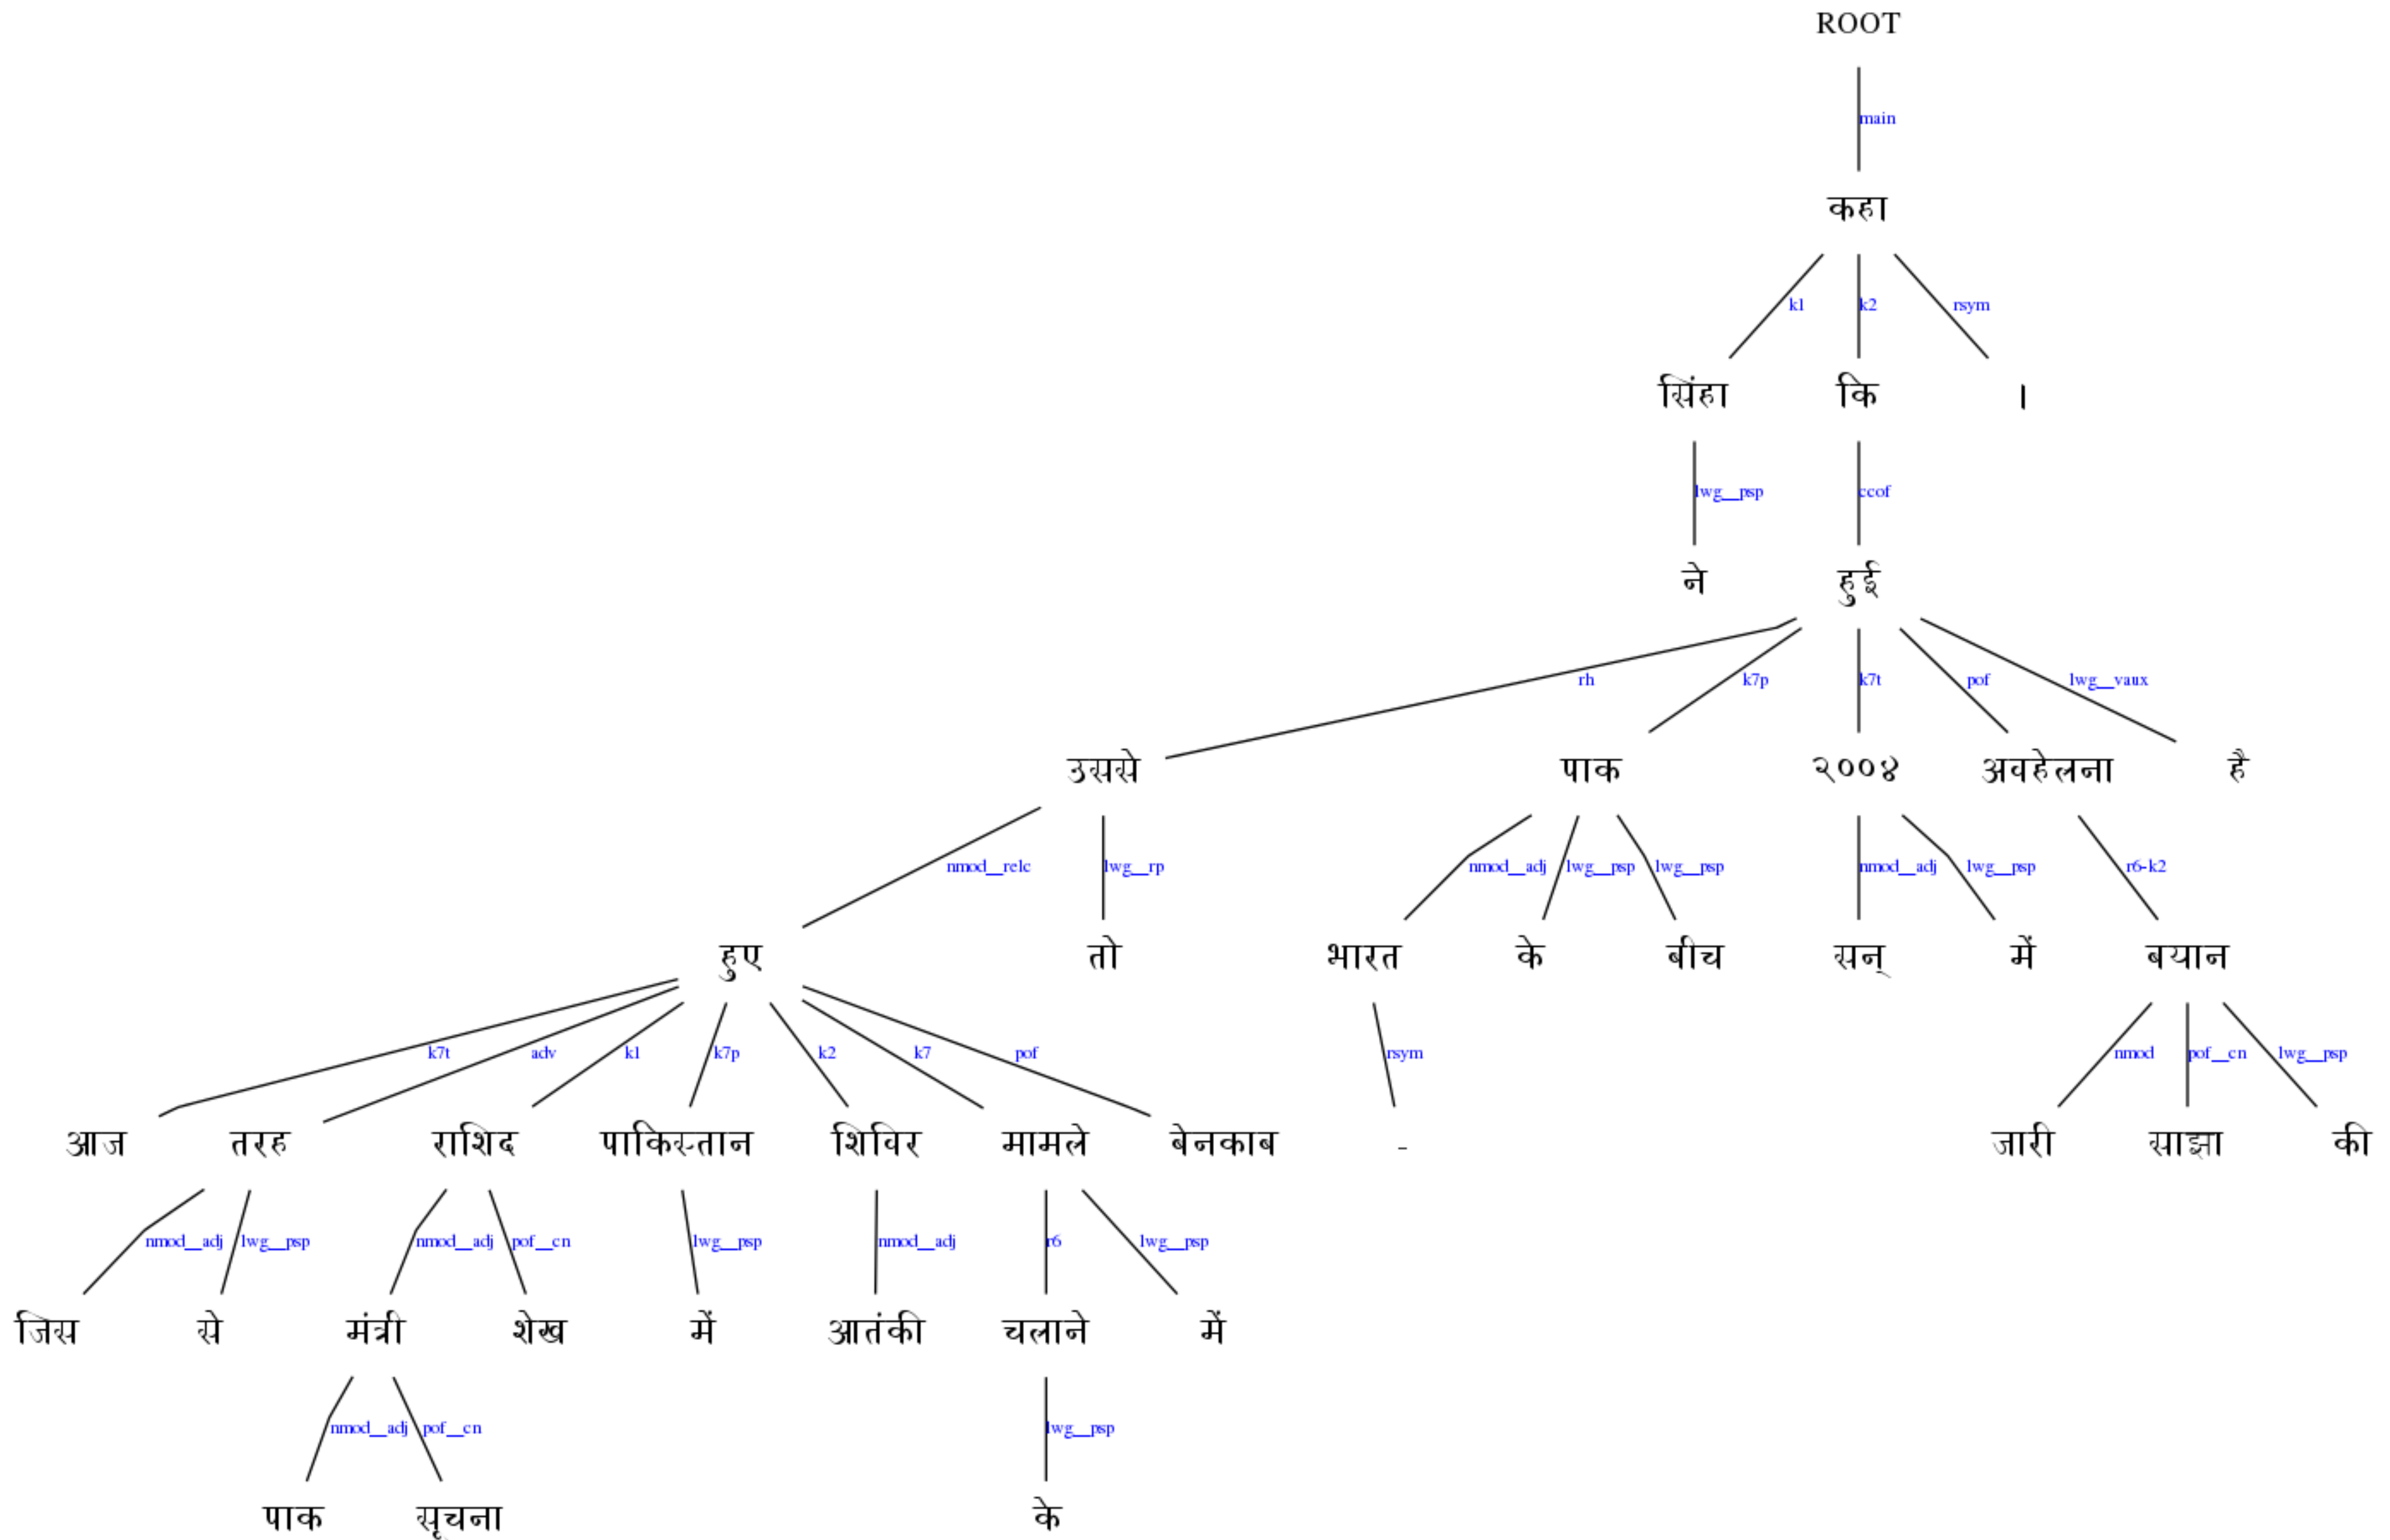 ROOT
main
कहा
k1 k2 rsym
सिंहा कि ।
lwg__psp ccof
ने हुई
rh k7p k7t pof lwg__vaux
उससे पाक २००४ अवहेलना है
nmod__relc lwg__rp nmod__adj lwg__psp lwg__psp nmod__adj lwg__psp r6-k2
हुए तो भारत के बीच सन् में बयान
k7t adv k1 k7p k2 k7 pof rsym nmod pof__cn lwg__psp
आज तरह राशिद पाकिस्तान शिविर मामले बेनकाब - जारी साझा की
nmod__adj lwg__psp nmod__adj pof__cn lwg__psp nmod__adj r6 lwg__psp
जिस से मंत्री शेख में आतंकी चलाने में
nmod__adj pof__cn lwg__psp
पाक सूचना के